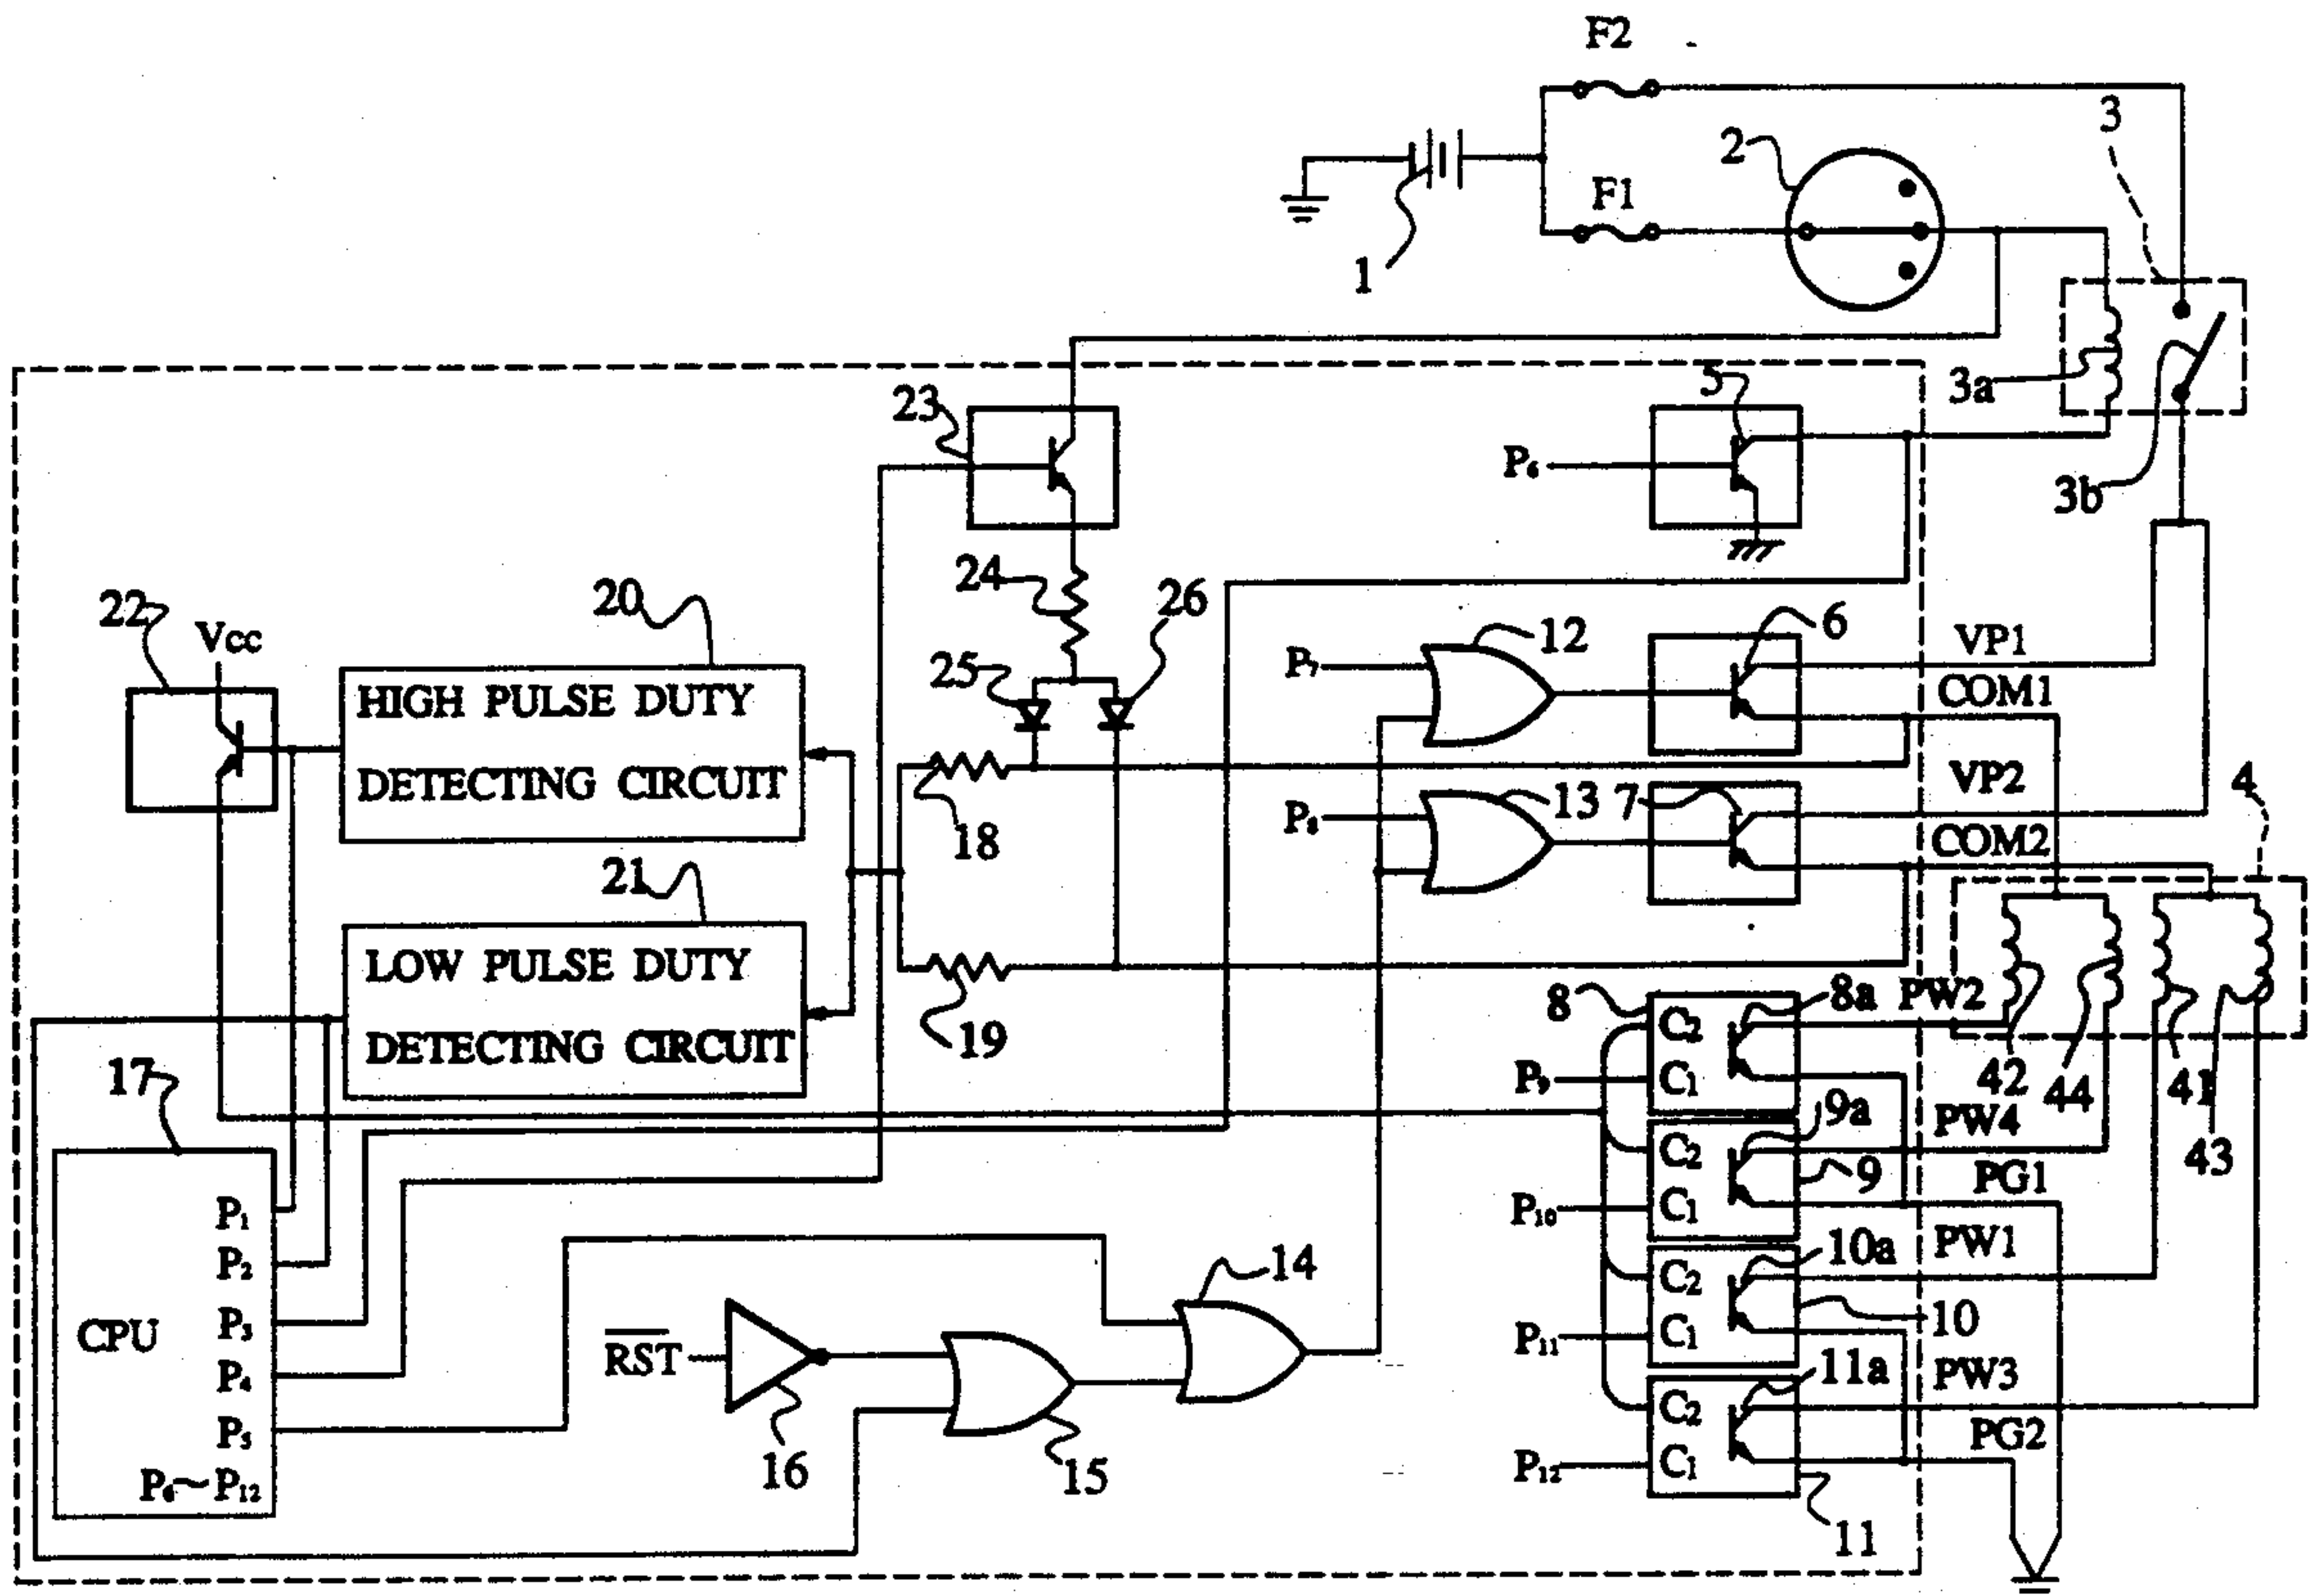 F2
3
2
F1
1
3a
3b
23
5
P₆
24
26
22
Vcc
20
25
12
6
VP1
COM1
P₇
HIGH PULSE DUTY
DETECTING CIRCUIT
18
13
7
VP2
4
P₈
COM2
21
LOW PULSE DUTY
DETECTING CIRCUIT
19
8
C₂
8a
PW2
P₉
C₁
42
44
41
43
17
9a
PW4
C₂
9
PG1
P₁₀
C₁
CPU
P₁
P₂
P₃
P₄
P₅
P₆~P₁₂
14
10a
PW1
C₂
10
P₁₁
C₁
RST
16
15
11a
PW3
C₂
PG2
P₁₂
C₁
11